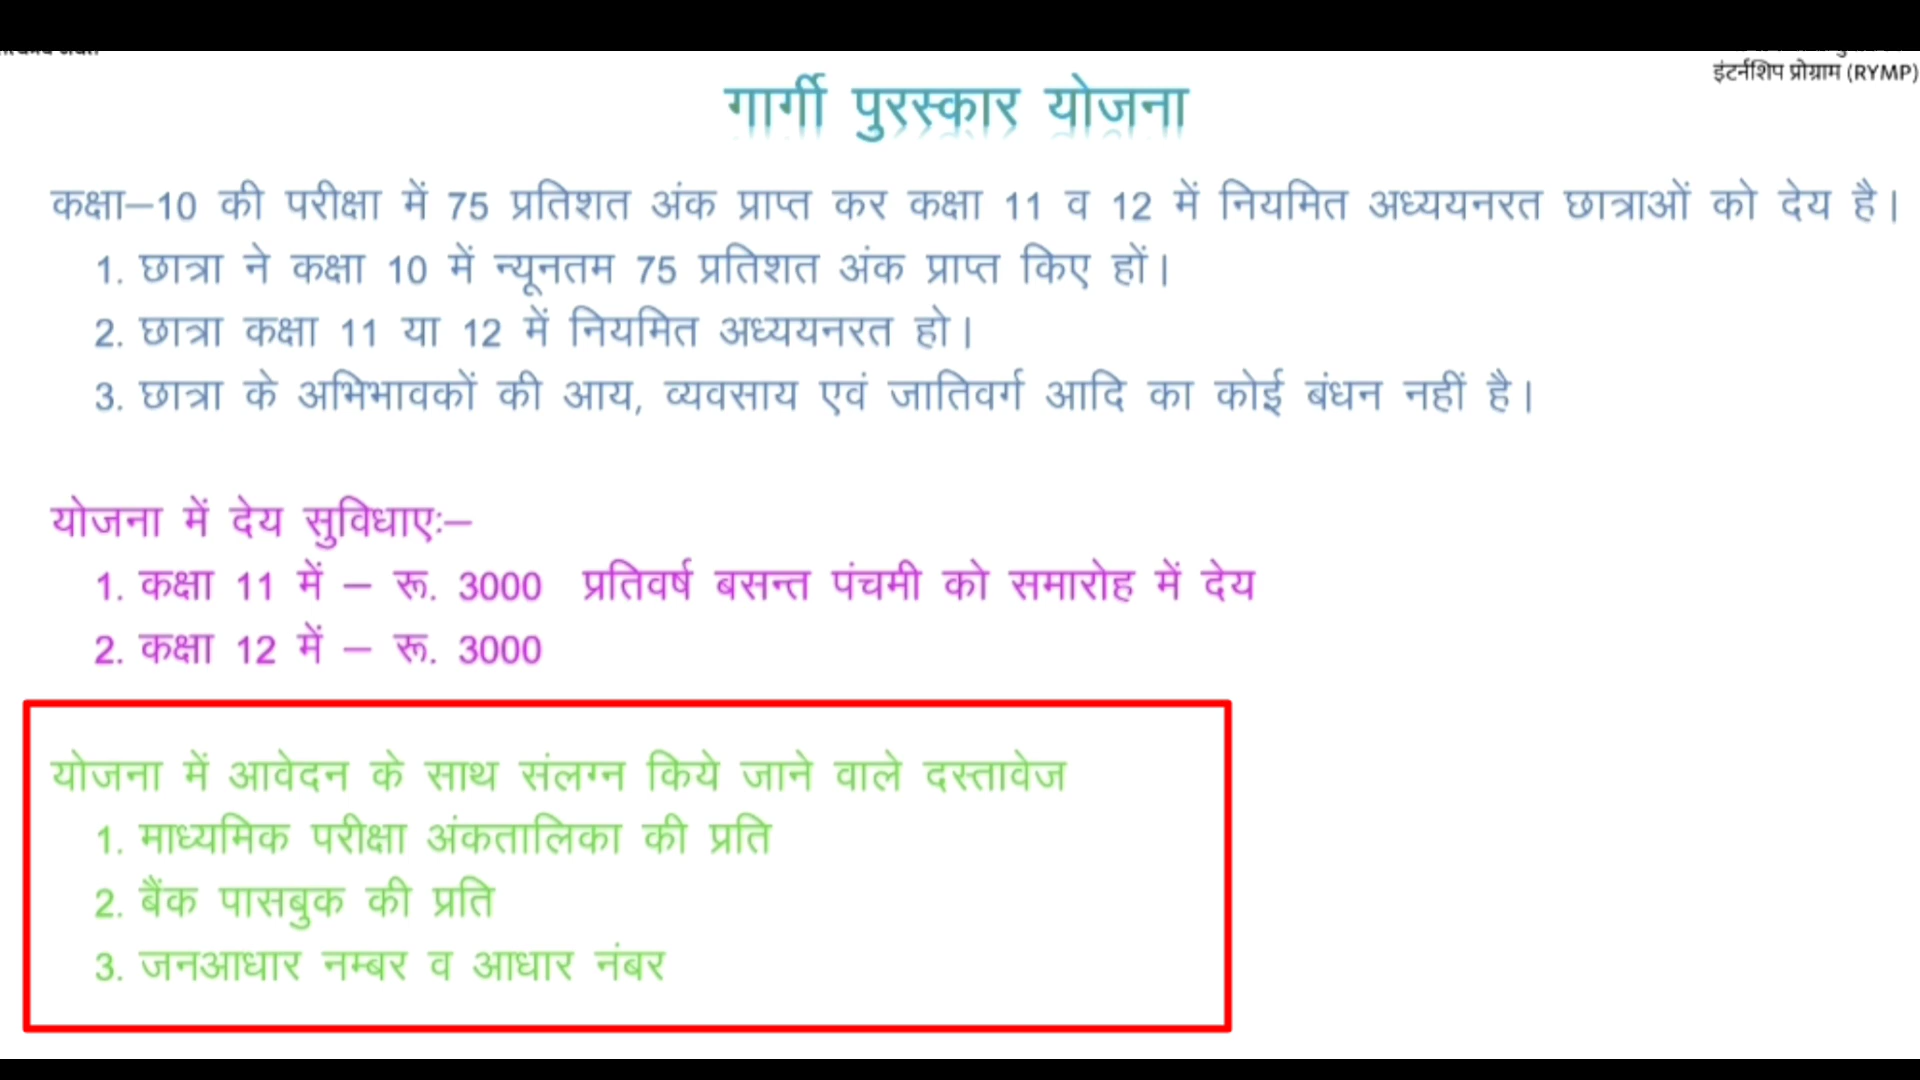 इंटर्नशिप प्रोग्राम (RYMP)
गार्गी पुरस्कार योजना
कक्षा–10 की परीक्षा में 75 प्रतिशत अंक प्राप्त कर कक्षा 11 व 12 में नियमित अध्ययनरत छात्राओं को देय है।
1. छात्रा ने कक्षा 10 में न्यूनतम 75 प्रतिशत अंक प्राप्त किए हों।
2. छात्रा कक्षा 11 या 12 में नियमित अध्ययनरत हो।
3. छात्रा के अभिभावकों की आय, व्यवसाय एवं जातिवर्ग आदि का कोई बंधन नहीं है।
योजना में देय सुविधाएः–
1. कक्षा 11 में – रू. 3000 प्रतिवर्ष बसन्त पंचमी को समारोह में देय
2. कक्षा 12 में – रू. 3000
योजना में आवेदन के साथ संलग्न किये जाने वाले दस्तावेज
1. माध्यमिक परीक्षा अंकतालिका की प्रति
2. बैंक पासबुक की प्रति
3. जनआधार नम्बर व आधार नंबर